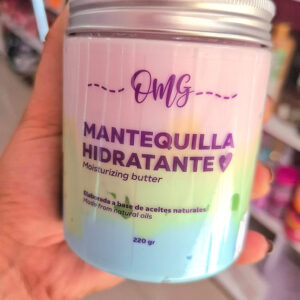 OMG
MANTEQUILLA
HIDRATANTE
Moisturizing butter
Elaborada a base de aceites naturales
Made from natural oils
220 gr